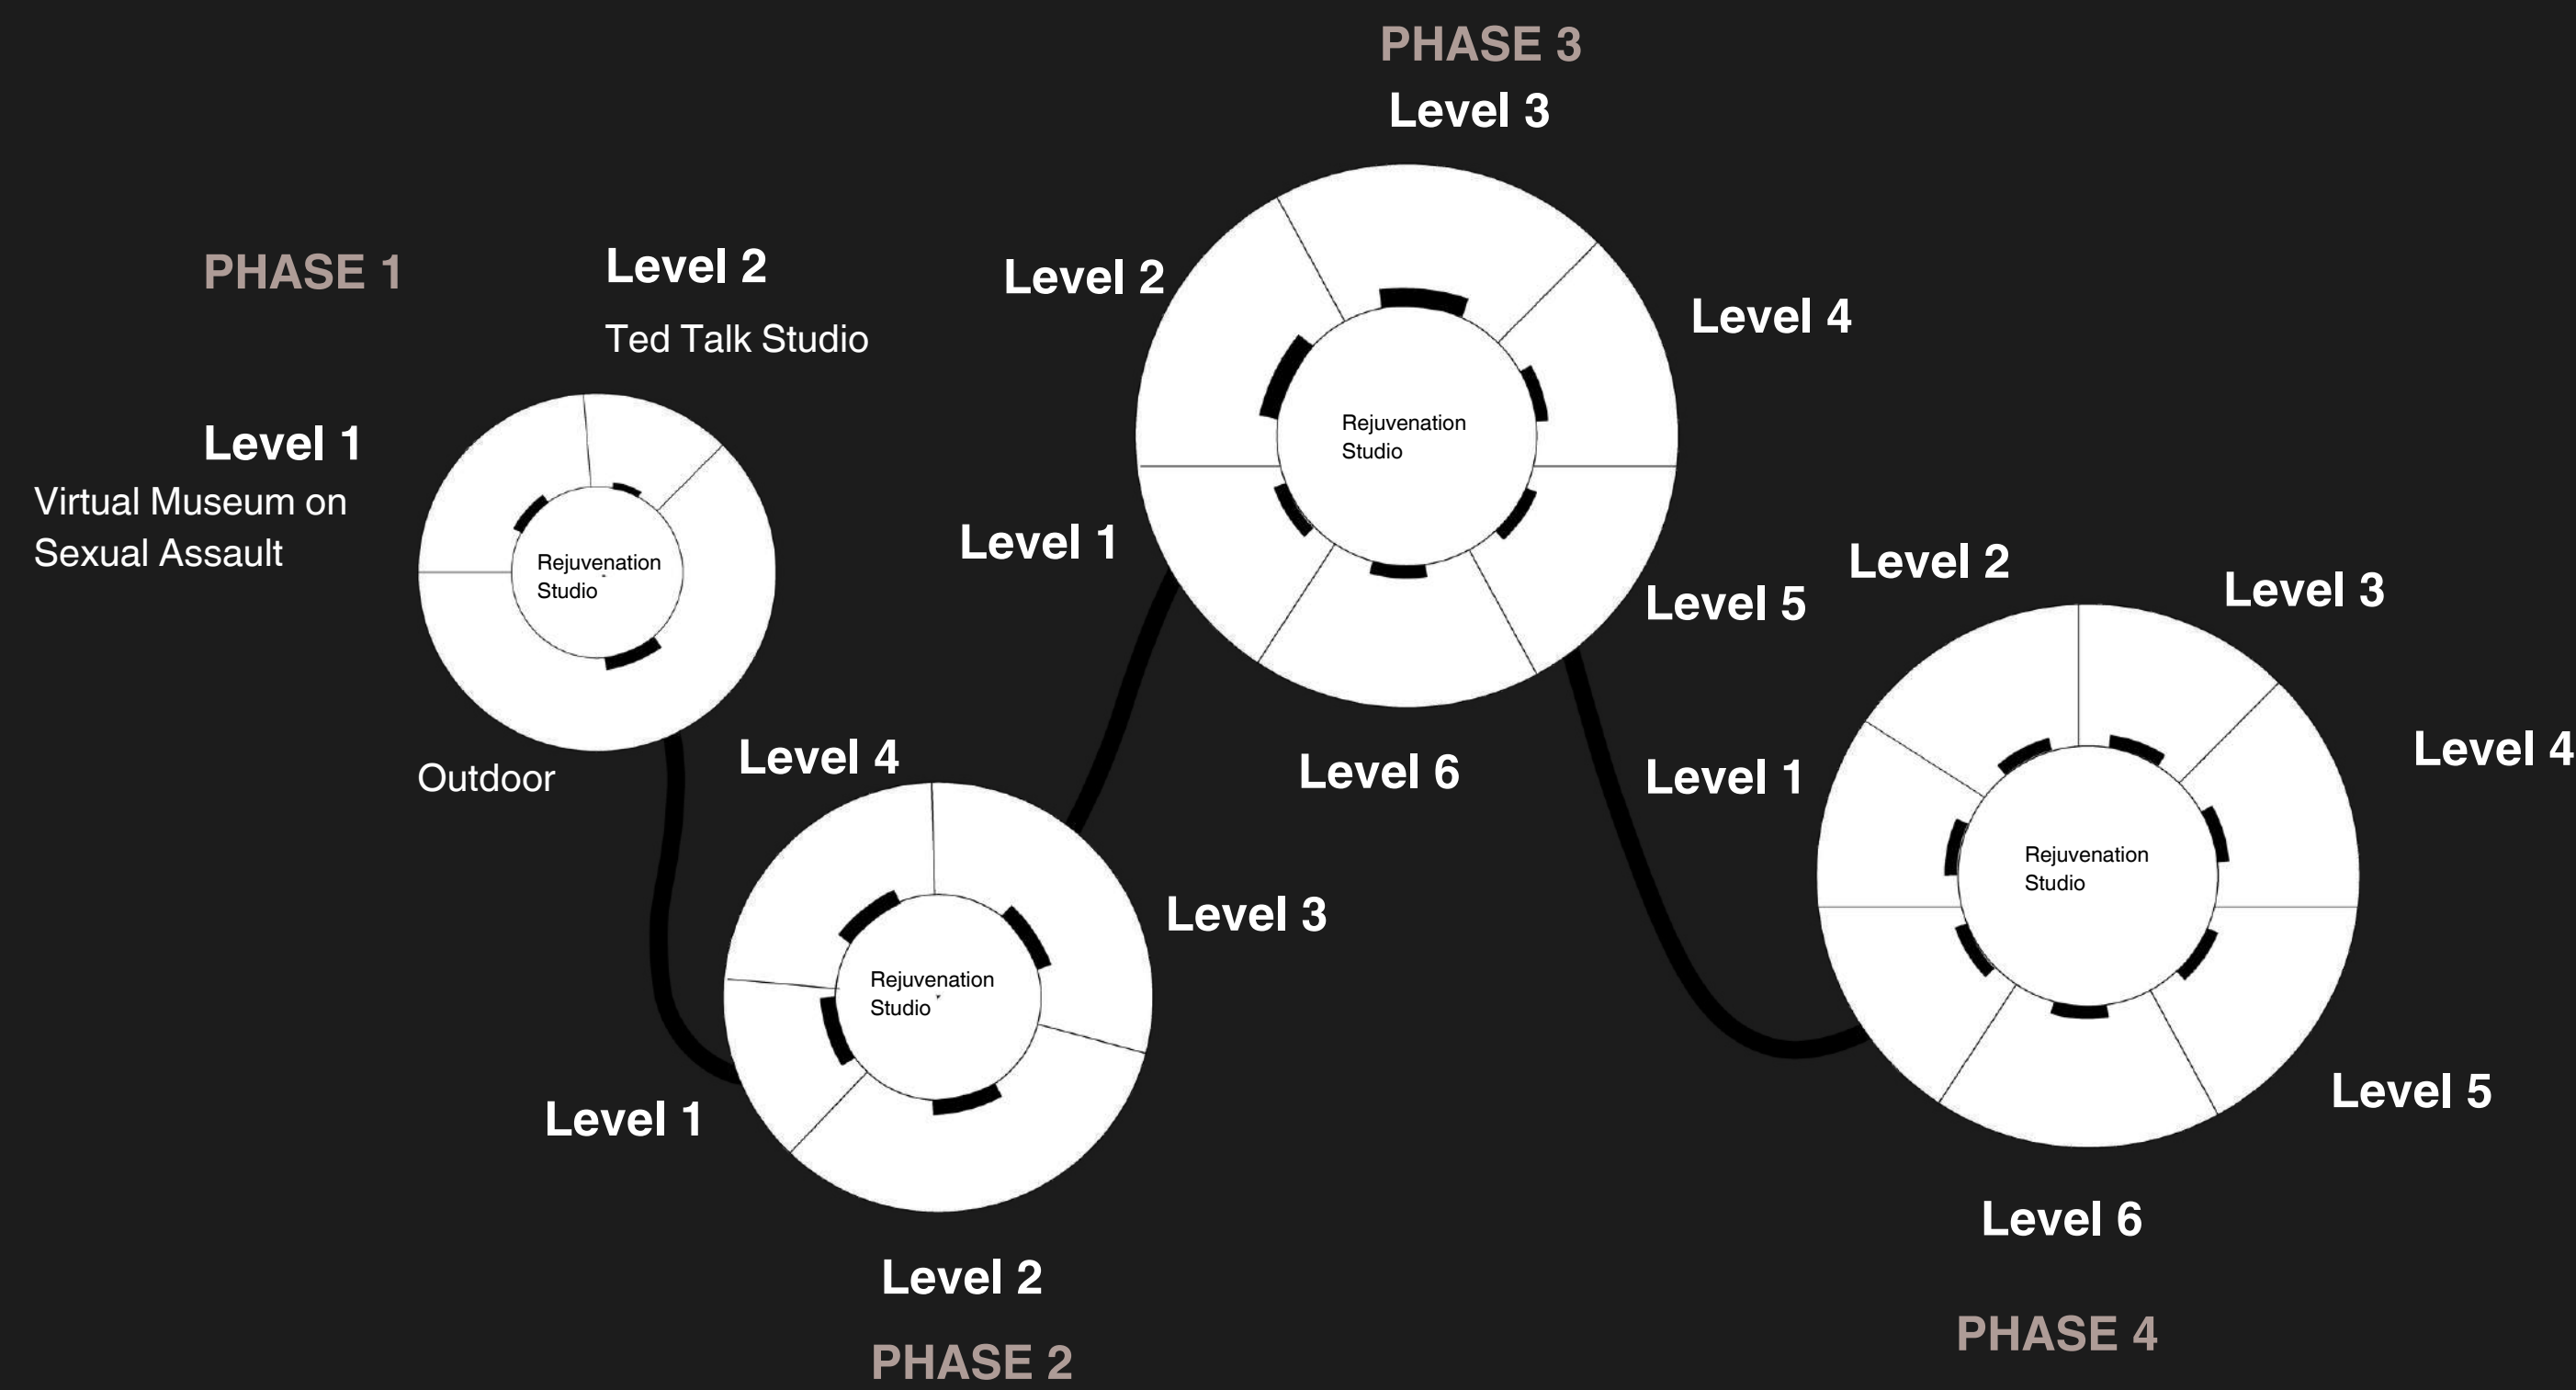 PHASE 1
Level 1
Virtual Museum on
Sexual Assault
Level 2
Ted Talk Studio
Rejuvenation
Studio
Outdoor
Level 4
Rejuvenation
Studio
Level 3
Level 1
Level 2
PHASE 2
PHASE 3
Level 3
Level 2
Level 4
Rejuvenation
Studio
Level 1
Level 5
Level 6
Level 2
Level 3
Level 1
Level 4
Rejuvenation
Studio
Level 5
Level 6
PHASE 4